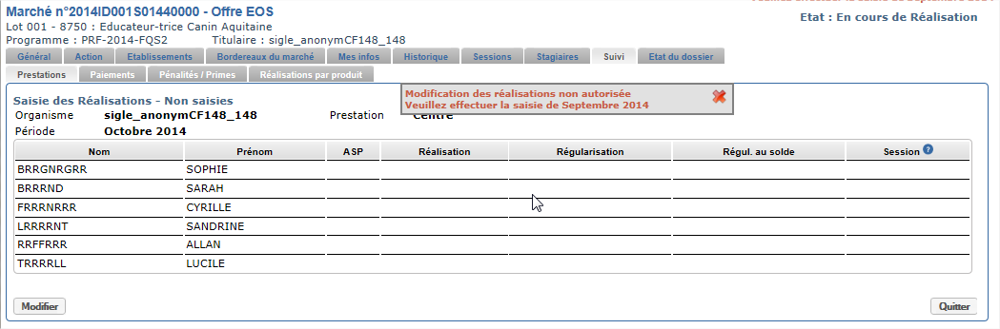 Marché n°2014ID001S01440000 - Offre EOS
Lot 001 - 8750 : Educateur-trice Canin Aquitaine
Etat : En cours de Réalisation
Programme : PRF-2014-FQS2 Titulaire : sigle_anonymCF148_148
Général Action Etablissements Bordereaux du marché Mes infos Historique Sessions Stagiaires Suivi Etat du dossier
Prestations Paiements Pénalités / Primes Réalisations par produit
Modification des réalisations non autorisée
Veuillez effectuer la saisie de Septembre 2014
Saisie des Réalisations - Non saisies
Organisme sigle_anonymCF148_148 Prestation Centre
Période Octobre 2014
Nom Prénom ASP Réalisation Régularisation Régul. au solde Session ?
BRRGNRGRR SOPHIE
BRRRND SARAH
FRRRNRRR CYRILLE
LRRRRNT SANDRINE
RRFFRRR ALLAN
TRRRRLL LUCILE
Modifier Quitter